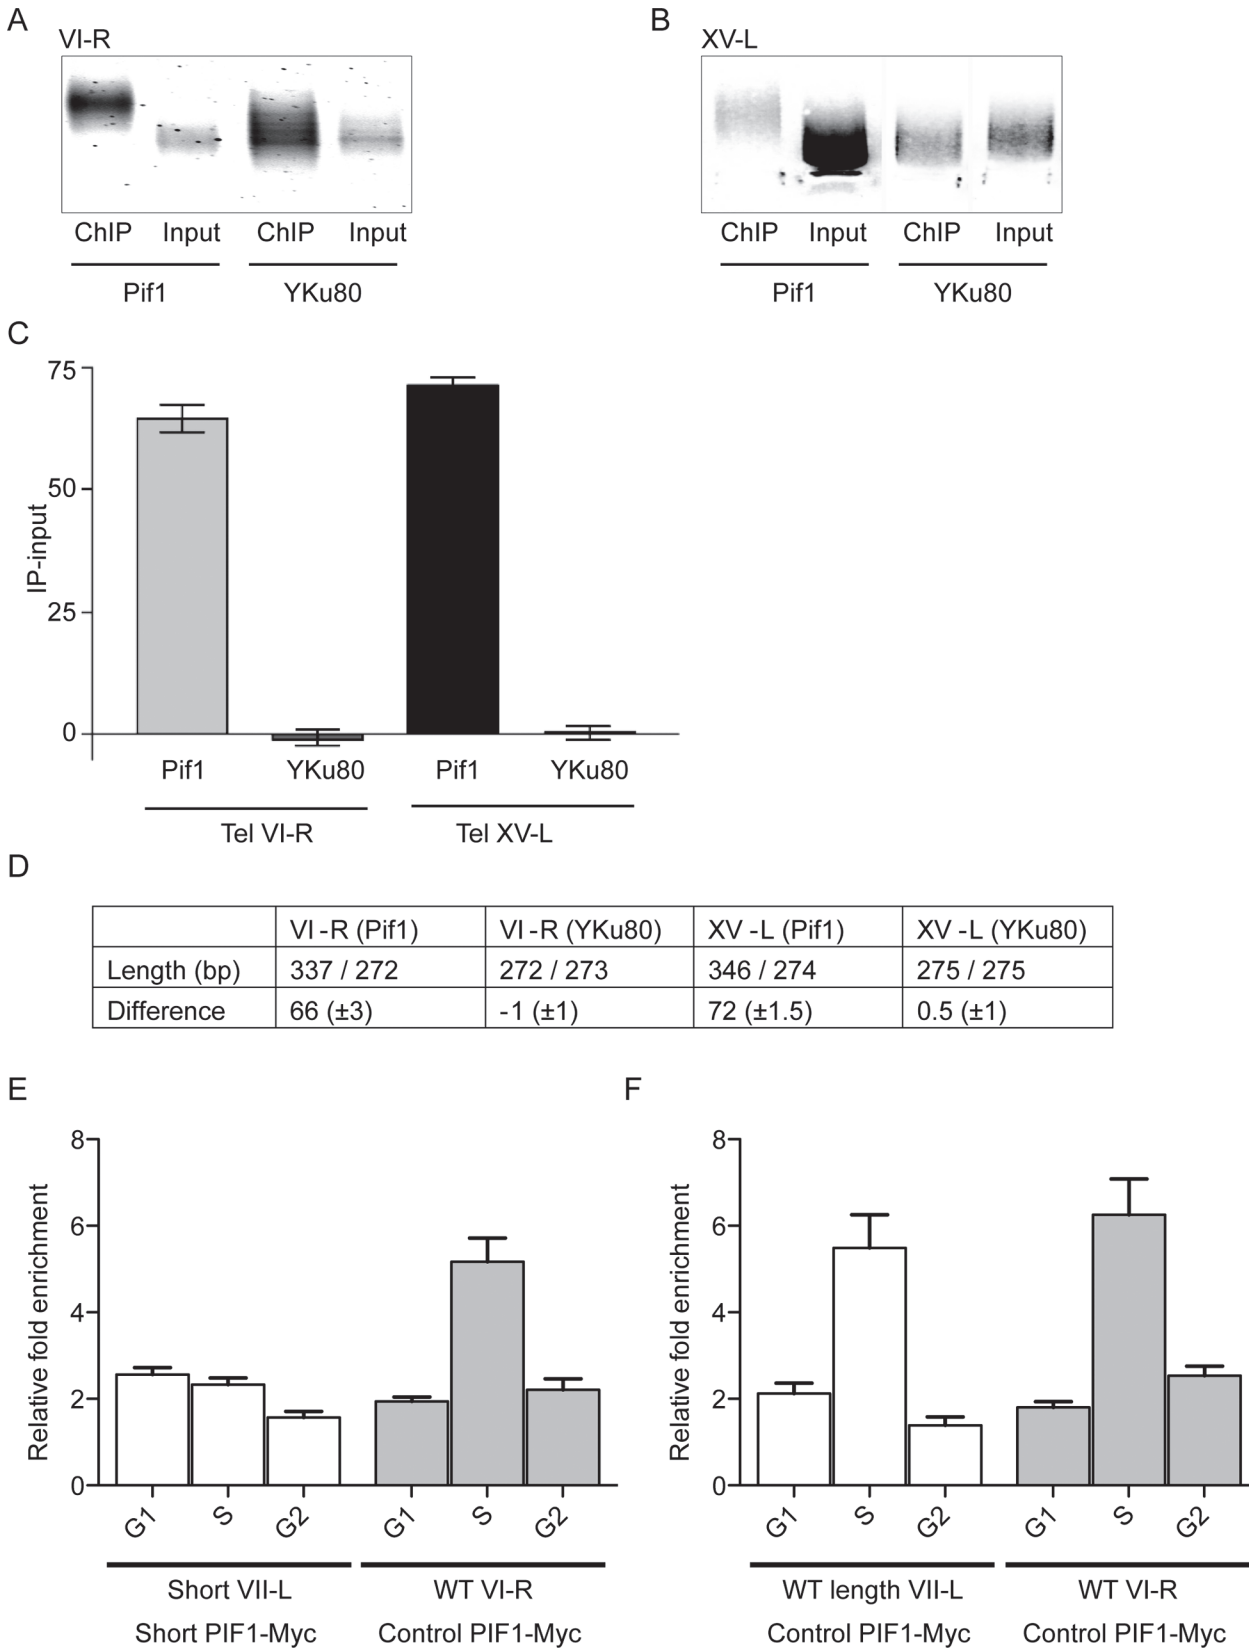 A
B
VI-R
XV-L
ChIP Input ChIP Input
Pif1 YKu80
ChIP Input ChIP Input
Pif1 YKu80
C
75
50
25
0
IP-input
Pif1 YKu80 Pif1 YKu80
Tel VI-R Tel XV-L
D
VI -R (Pif1) VI -R (YKu80) XV -L (Pif1) XV -L (YKu80)
Length (bp) 337 / 272 272 / 273 346 / 274 275 / 275
Difference 66 (±3) -1 (±1) 72 (±1.5) 0.5 (±1)
E
8
6
4
2
0
Relative fold enrichment
G1 S G2 G1 S G2
Short VII-L WT VI-R
Short PIF1-Myc Control PIF1-Myc
F
8
6
4
2
0
Relative fold enrichment
G1 S G2 G1 S G2
WT length VII-L WT VI-R
Control PIF1-Myc Control PIF1-Myc